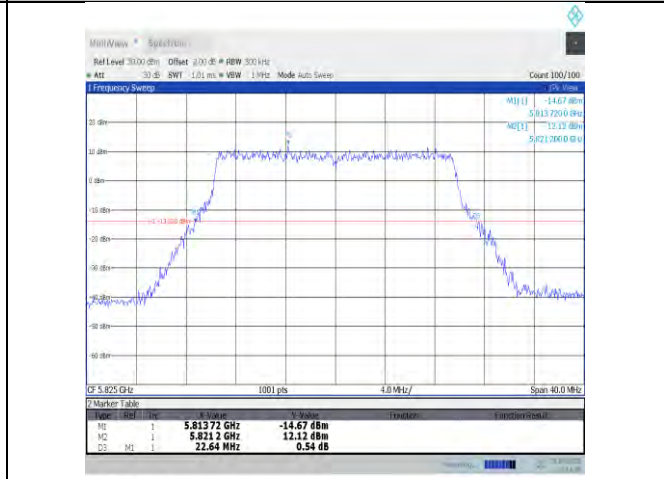 MultiView Spectrum
Ref Level 30.00 dBm Offset 2.00 dB RBW 500 kHz
Att 30 dB SWT 1.01 ms VBW 1 MHz Mode Auto Sweep Count 100/100
1 Frequency Sweep 1Pk View
M1[1] -14.67 dBm
5.813720 0 GHz
M2[1] 12.12 dBm
5.821200 0 GHz
20 dBm
10 dBm
0 dBm
-10 dBm
-20 dBm
-30 dBm
-40 dBm
-50 dBm
-60 dBm
CF 5.825 GHz 1001 pts 4.0 MHz/ Span 40.0 MHz
2 Marker Table
Type Ref Trc X-Value Y-Value Function Function Result
M1 1 5.813 72 GHz -14.67 dBm
M2 1 5.821 2 GHz 12.12 dBm
D3 M1 1 22.64 MHz 0.54 dB